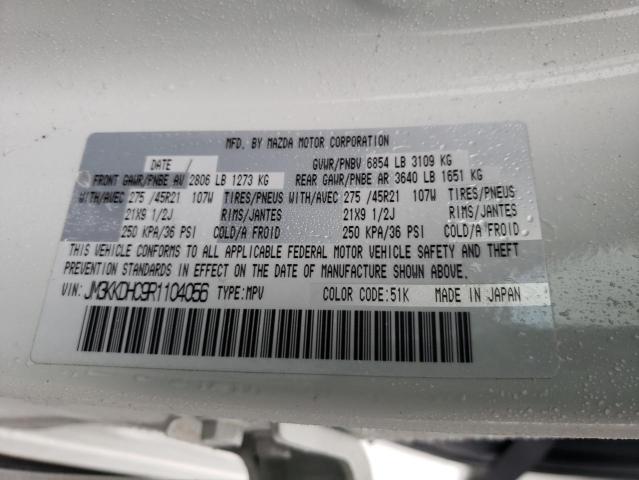 MFD. BY MAZDA MOTOR CORPORATION
DATE / GVWR/PNBV 6854 LB 3109 KG
FRONT GAWR/PNBE AV 2806 LB 1273 KG REAR GAWR/PNBE AR 3640 LB 1651 KG
WITH/AVEC 275 /45R21 107W TIRES/PNEUS WITH/AVEC 275 /45R21 107W TIRES/PNEUS
21X9 1/2J RIMS/JANTES 21X9 1/2J RIMS/JANTES
250 KPA/36 PSI COLD/A FROID 250 KPA/36 PSI COLD/A FROID
THIS VEHICLE CONFORMS TO ALL APPLICABLE FEDERAL MOTOR VEHICLE SAFETY AND THEFT
PREVENTION STANDARDS IN EFFECT ON THE DATE OF MANUFACTURE SHOWN ABOVE.
VIN: JM3KKDHC9R1104056 TYPE:MPV COLOR CODE:51K MADE IN JAPAN